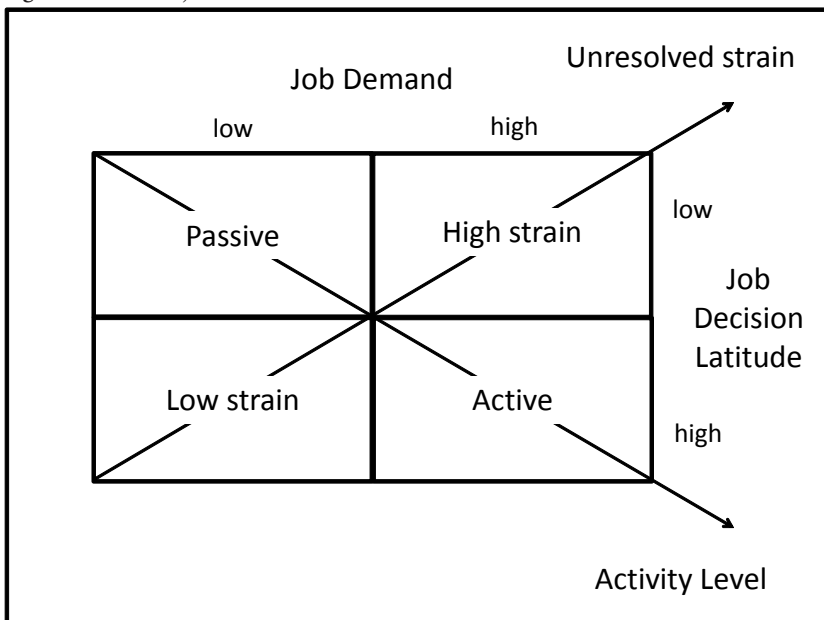 Unresolved strain
Job Demand
low
high
low
Passive
High strain
Job
Decision
Latitude
Low strain
Active
high
Activity Level